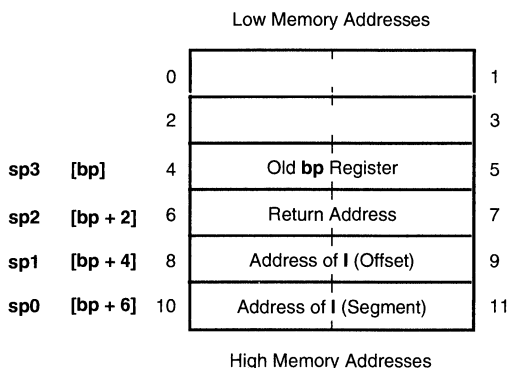 Low Memory Addresses
0 1
2 3
sp3 [bp] 4 Old bp Register 5
sp2 [bp + 2] 6 Return Address 7
sp1 [bp + 4] 8 Address of I (Offset) 9
sp0 [bp + 6] 10 Address of I (Segment) 11
High Memory Addresses